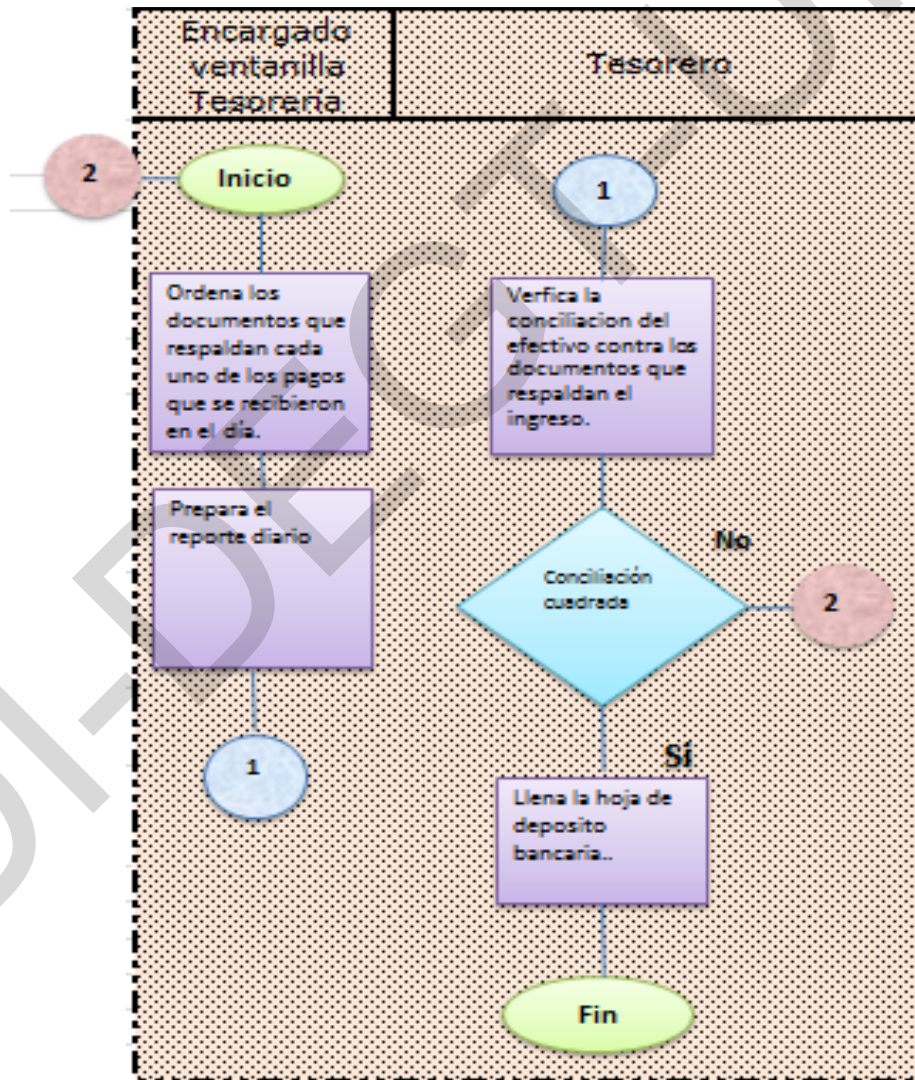 Encargado
ventanilla
Tesorería
Tesorero
2
Inicio
Ordena los
documentos que
respaldan cada
uno de los pagos
que se recibieron
en el día.
Prepara el
reporte diario
1
1
Verfica la
conciliacion del
efectivo contra los
documentos que
respaldan el
ingreso.
Conciliación
cuadrada
No
2
Si
Llena la hoja de
deposito
bancaria..
Fin